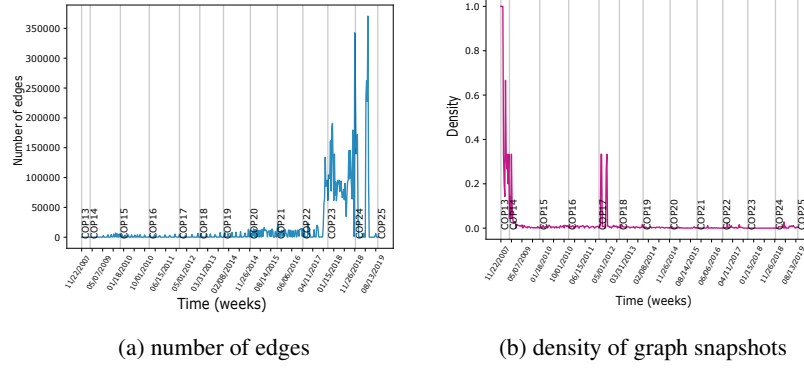 350000
300000
250000
200000
150000
100000
50000
0
Number of edges
COP13
COP14
COP15
COP16
COP17
COP18
COP19
COP20
COP21
COP22
COP23
COP24
COP25
11/22/2007
05/07/2009
01/18/2010
10/01/2010
06/15/2011
05/01/2012
03/31/2013
02/08/2014
11/26/2014
08/14/2015
06/06/2016
04/11/2017
01/15/2018
11/26/2018
08/13/2019
Time (weeks)
(a) number of edges
1.0
0.8
0.6
0.4
0.2
0.0
Density
COP13
COP14
COP15
COP16
COP17
COP18
COP19
COP20
COP21
COP22
COP23
COP24
COP25
11/22/2007
05/07/2009
01/18/2010
10/01/2010
06/15/2011
05/01/2012
03/31/2013
02/08/2014
11/26/2014
08/14/2015
06/06/2016
04/11/2017
01/15/2018
11/26/2018
08/13/2019
Time (weeks)
(b) density of graph snapshots